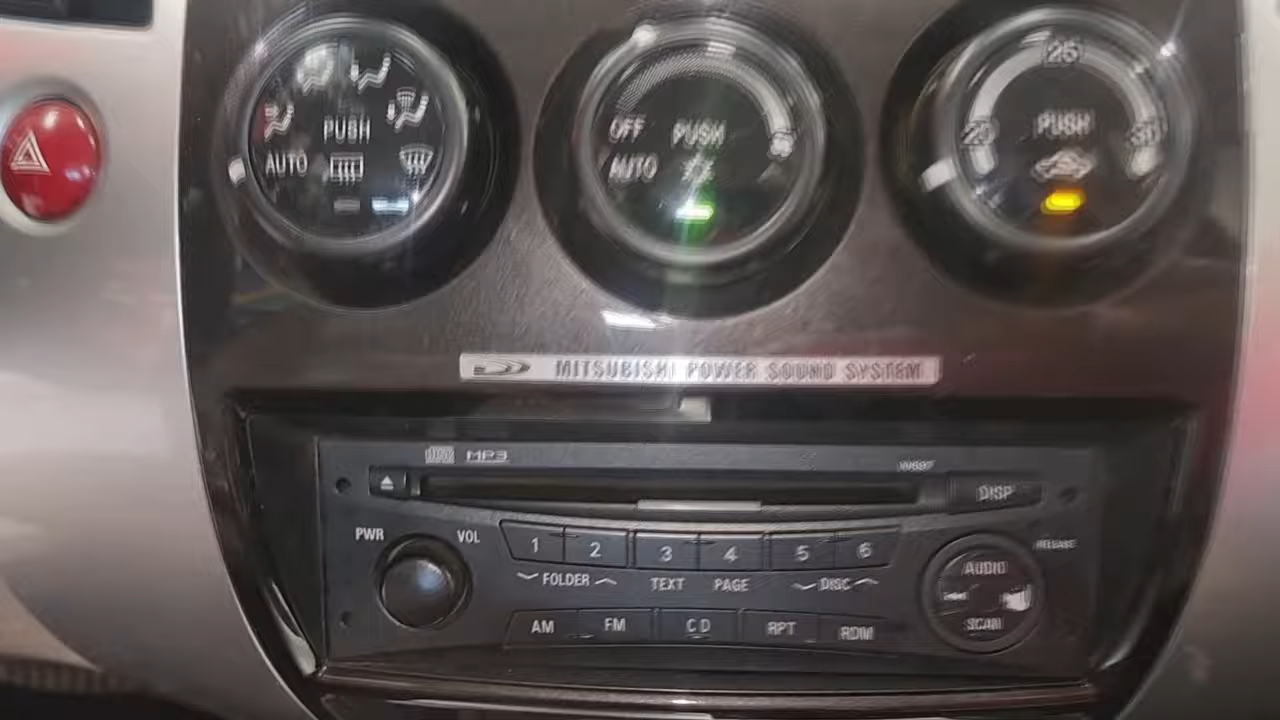 PUSH
AUTO
OFF PUSH
AUTO
25
20 PUSH 30
MITSUBISHI POWER SOUND SYSTEM
MP3
DISP
PWR VOL
1 2 3 4 5 6
RELEASE
FOLDER TEXT PAGE DISC
AUDIO
SCAN
AM FM CD RPT RDM